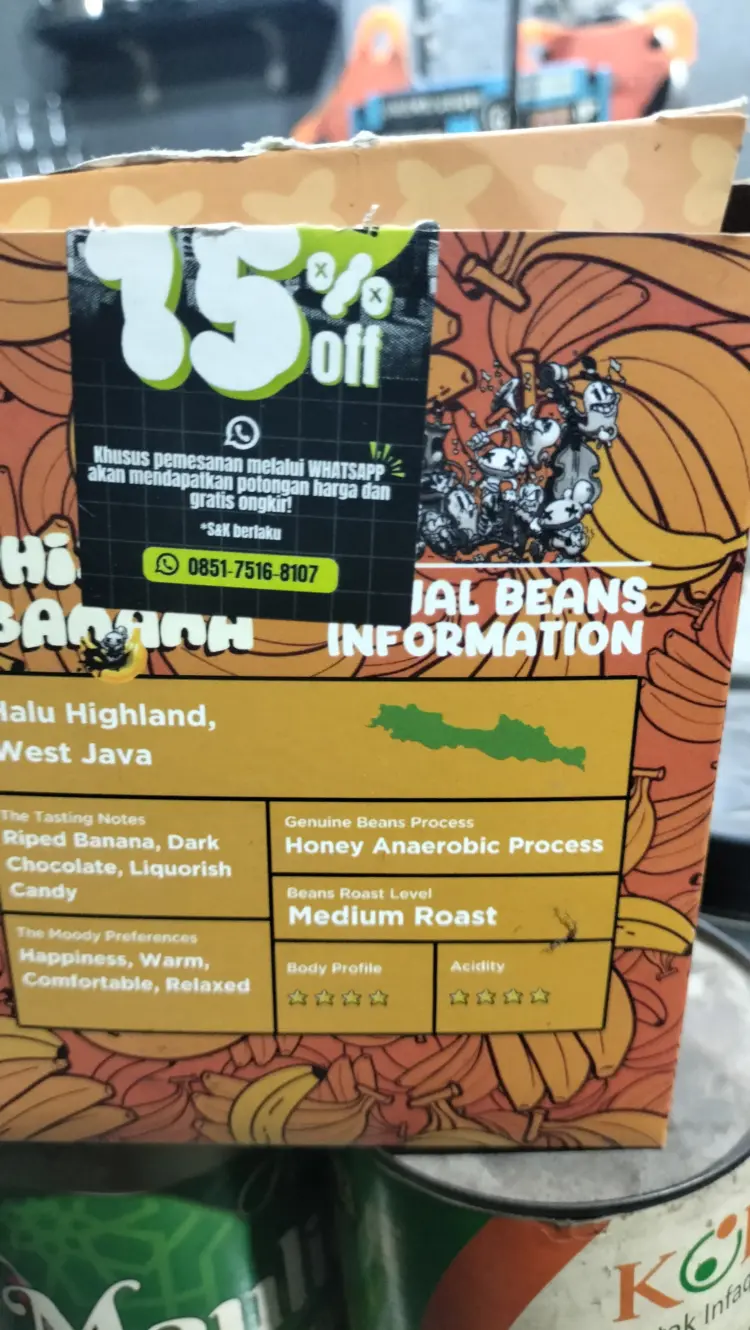 15% off
Khusus pemesanan melalui WHATSAPP
akan mendapatkan potongan harga dan
gratis ongkir!
*S&K berlaku
0851-7516-8107
BANANA
BEANS
INFORMATION
Halu Highland,
West Java
The Tasting Notes
Riped Banana, Dark
Chocolate, Liquorish
Candy
The Moody Preferences
Happiness, Warm,
Comfortable, Relaxed
Genuine Beans Process
Honey Anaerobic Process
Beans Roast Level
Medium Roast
Body Profile
Acidity